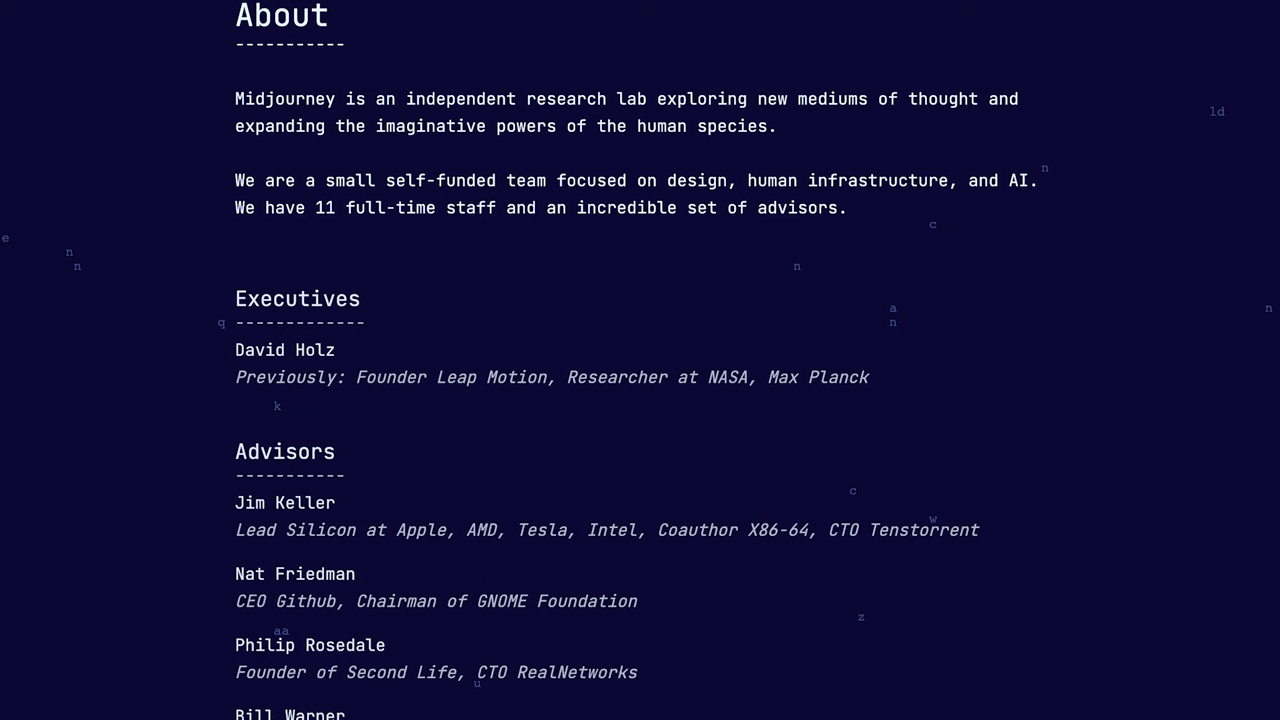 About
-----------
Midjourney is an independent research lab exploring new mediums of thought and
expanding the imaginative powers of the human species.
We are a small self-funded team focused on design, human infrastructure, and AI.
We have 11 full-time staff and an incredible set of advisors.
Executives
-------------
David Holz
Previously: Founder Leap Motion, Researcher at NASA, Max Planck
Advisors
-----------
Jim Keller
Lead Silicon at Apple, AMD, Tesla, Intel, Coauthor X86-64, CTO Tenstorrent
Nat Friedman
CEO Github, Chairman of GNOME Foundation
Philip Rosedale
Founder of Second Life, CTO RealNetworks
Bill Warner